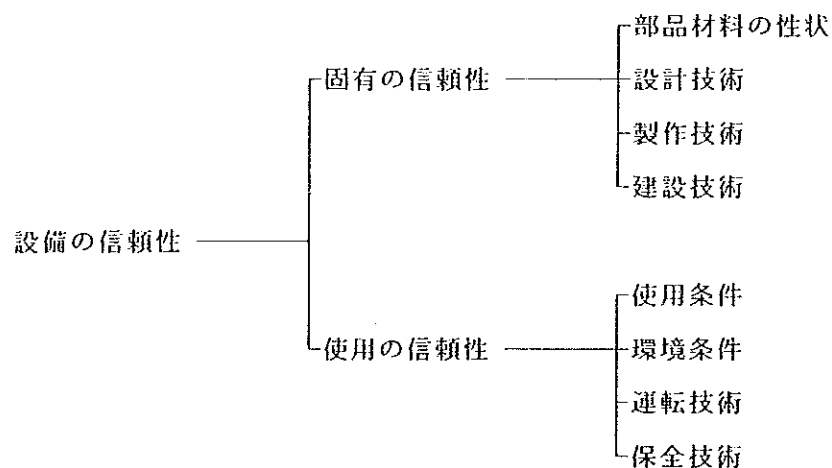 設備の信頼性
固有の信頼性
部品材料の性状
設計技術
製作技術
建設技術
使用の信頼性
使用条件
環境条件
運転技術
保全技術